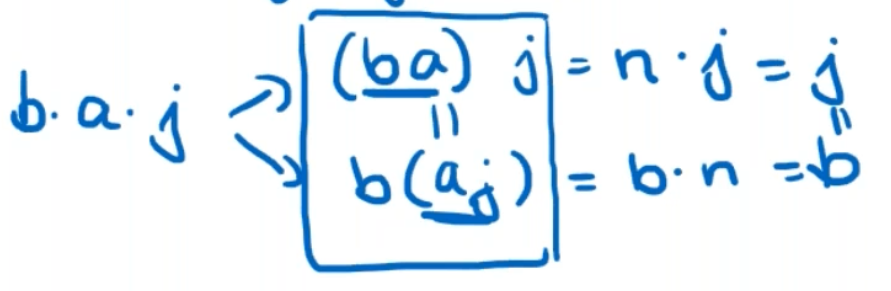 (ba) j = n · j = j
b · a · j
||
||
b(aj) = b · n = b